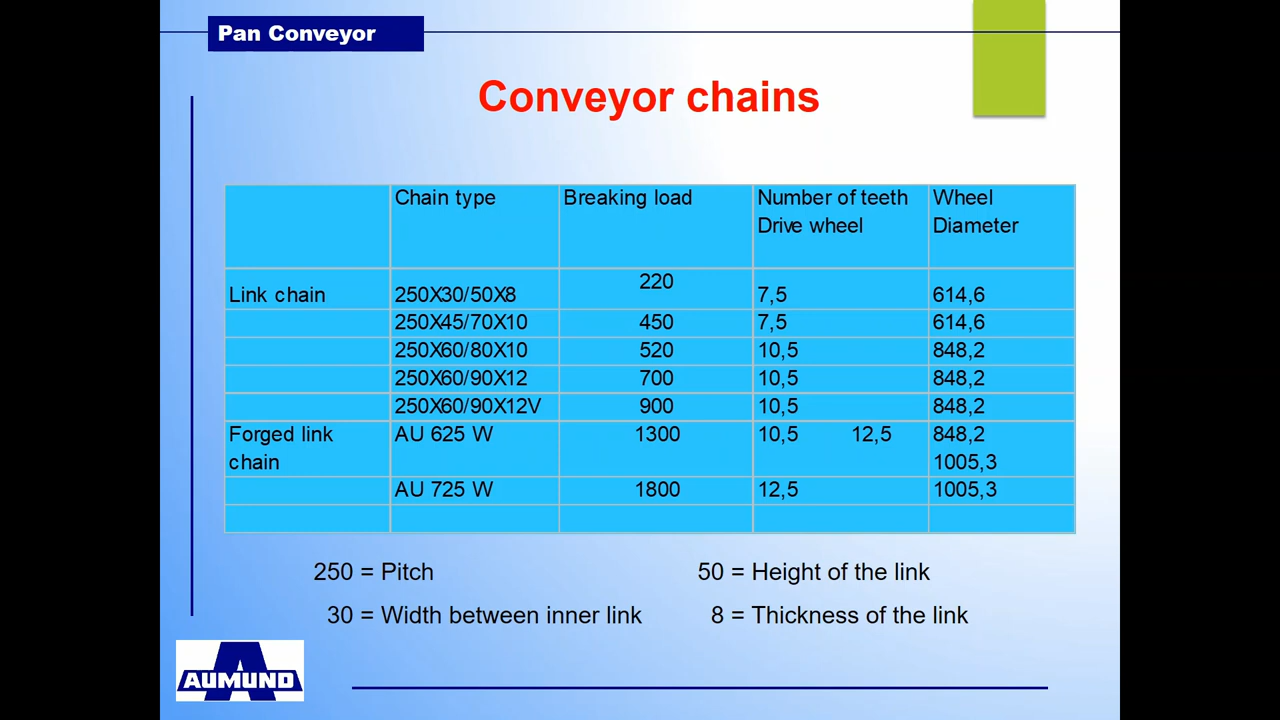 Pan Conveyor
Conveyor chains
Chain type Breaking load Number of teeth Wheel
Drive wheel Diameter
Link chain 250X30/50X8 220 7,5 614,6
250X45/70X10 450 7,5 614,6
250X60/80X10 520 10,5 848,2
250X60/90X12 700 10,5 848,2
250X60/90X12V 900 10,5 848,2
Forged link AU 625 W 1300 10,5 12,5 848,2
chain 1005,3
AU 725 W 1800 12,5 1005,3
250 = Pitch 50 = Height of the link
30 = Width between inner link 8 = Thickness of the link
AUMUND